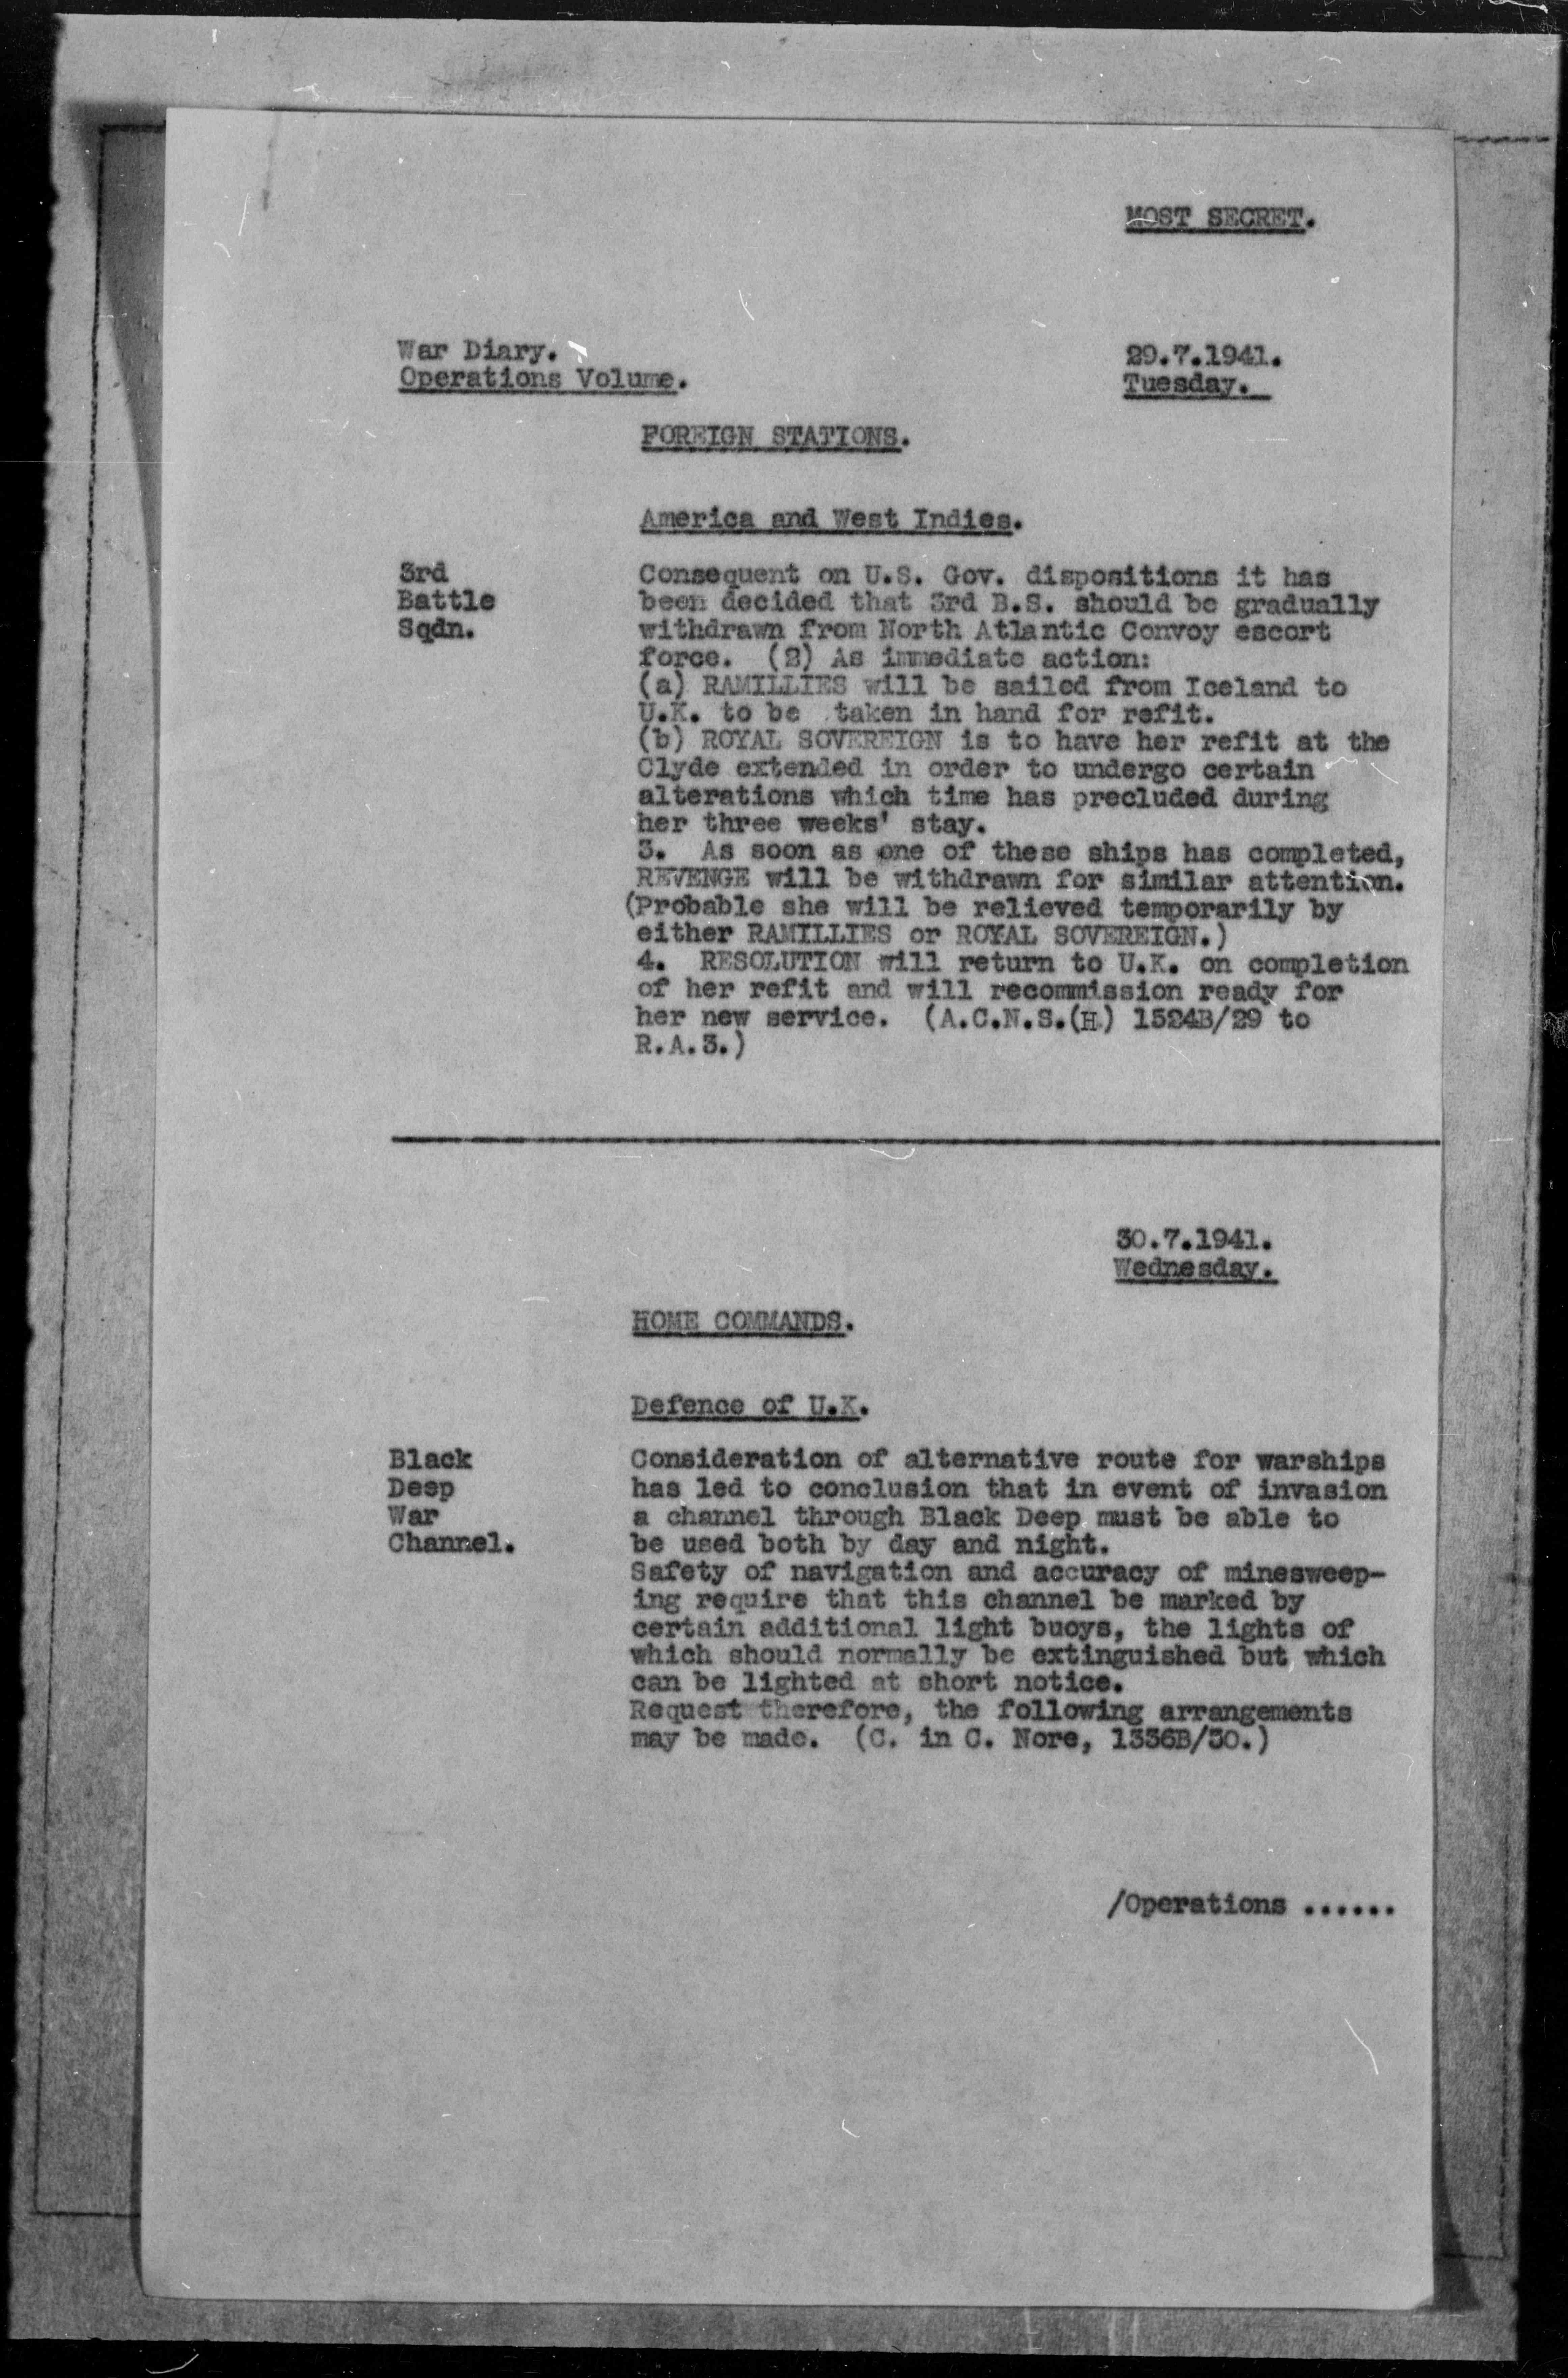 MOST SECRET.
War Diary.
Operations Volume.
29.7.1941.
Tuesday.
FOREIGN STATIONS.
America and West Indies.
3rd
Battle
Sqdn.
Consequent on U.S. Gov. dispositions it has
been decided that 3rd B.S. should be gradually
withdrawn from North Atlantic Convoy escort
force. (2) As immediate action:
(a) RAMILLIES will be sailed from Iceland to
U.K. to be taken in hand for refit.
(b) ROYAL SOVEREIGN is to have her refit at the
Clyde extended in order to undergo certain
alterations which time has precluded during
her three weeks' stay.
3. As soon as one of these ships has completed,
REVENGE will be withdrawn for similar attention.
(Probable she will be relieved temporarily by
either RAMILLIES or ROYAL SOVEREIGN.)
4. RESOLUTION will return to U.K. on completion
of her refit and will recommission ready for
her new service. (A.C.N.S.(H) 1524B/29 to
R.A.3.)
30.7.1941.
Wednesday.
HOME COMMANDS.
Defence of U.K.
Black
Deep
War
Channel.
Consideration of alternative route for warships
has led to conclusion that in event of invasion
a channel through Black Deep must be able to
be used both by day and night.
Safety of navigation and accuracy of minesweep-
ing require that this channel be marked by
certain additional light buoys, the lights of
which should normally be extinguished but which
can be lighted at short notice.
Request therefore, the following arrangements
may be made. (C. in C. Nore, 1336B/30.)
/Operations ......